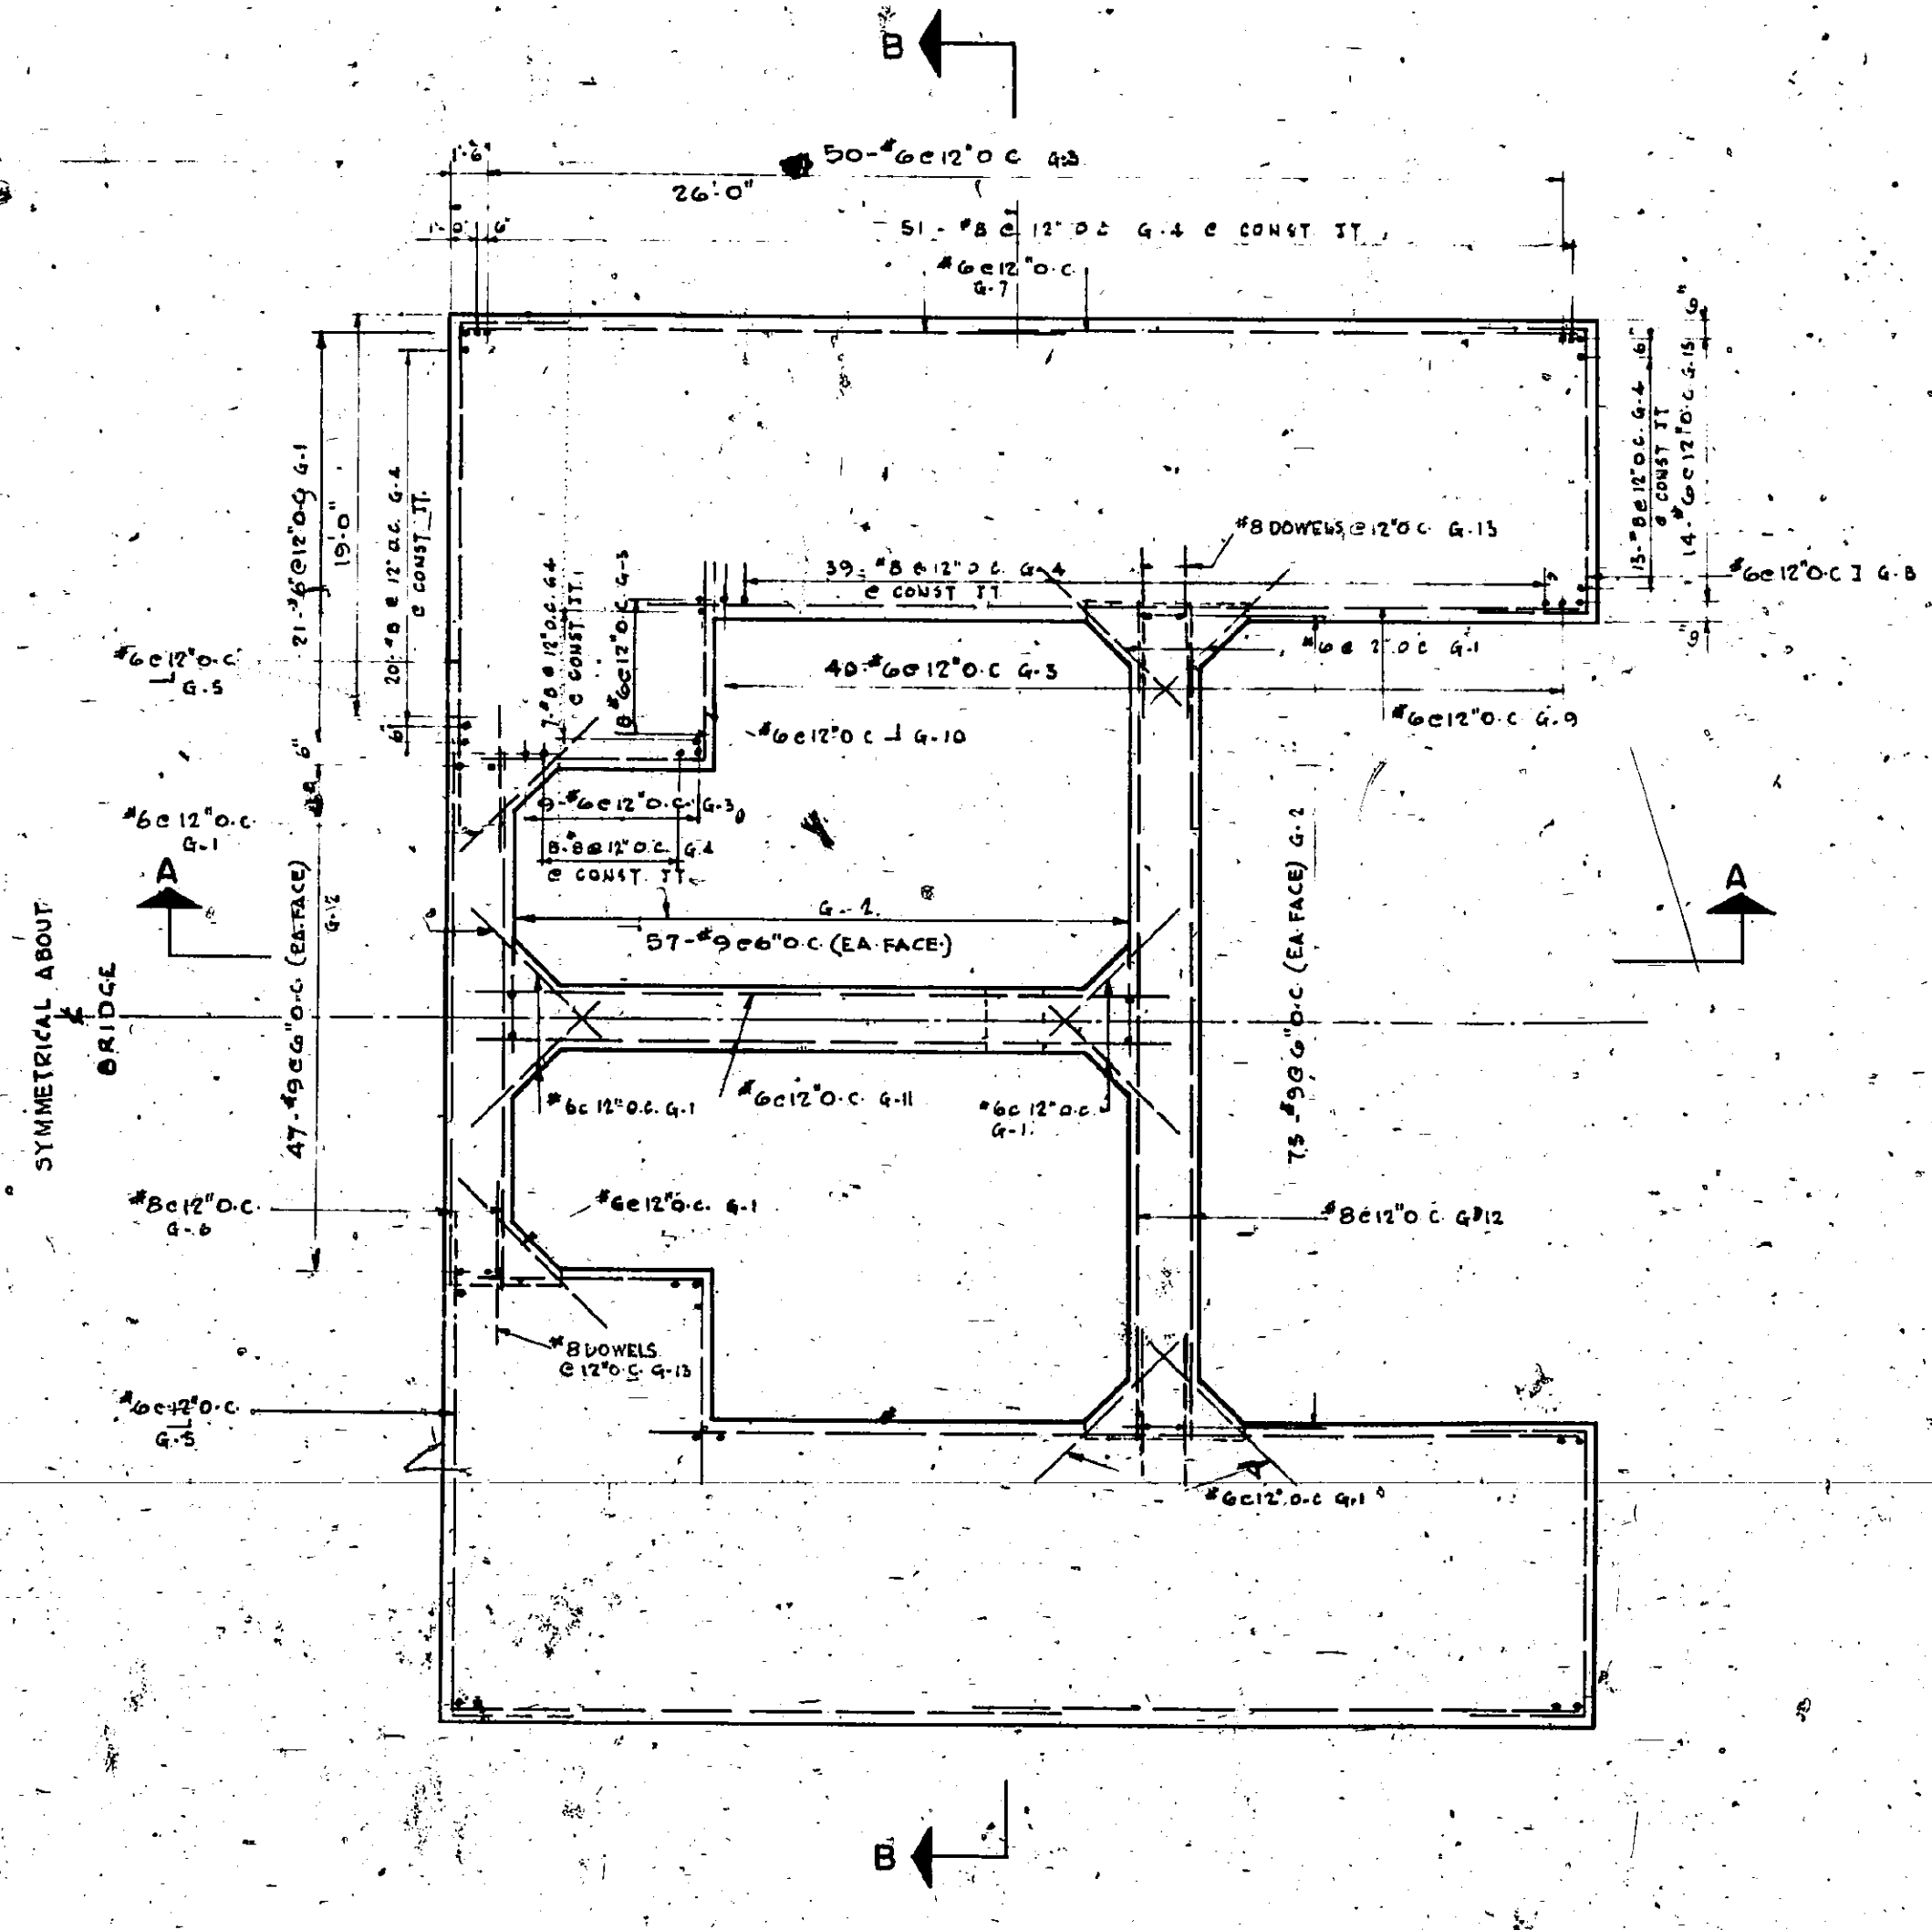 B
1'-6"
50-#6@12"O.C G-3
26'-0"
1'-0" 6"
51-#8@12"O.C G-4 @ CONST JT
#6@12"O.C.
G-7
21-#6@12"O.C G-1
19'-0"
20-#8@12"O.C. G-4
@ CONST JT.
6"
6"
9"
13-#8@12"O.C. G-4 6"
@ CONST JT
14-#6@12"O.C G-15
9"
#6@12"O.C G-8
#8 DOWELS @12"O.C G-13
39-#8@12"O.C. G-4
@ CONST JT
7-#8@12"O.C. G-4
@ CONST JT.
#6@12"O.C G-3
#6@12"O.C.
G-5
40-#6@12"O.C G-3
#6@ O.C G-1
#6@12"O.C G-9
#6@12"O.C G-10
#6@12"O.C.
G-1
9-#6@12"O.C. G-3
8-#8@12"O.C. G-4
@ CONST JT.
A
A
G-2
57-#9@6"O.C. (EA. FACE.)
47-#9@6"O.C. (EA. FACE)
73-#9@6"O.C. (EA FACE) G-2
SYMMETRICAL ABOUT
BRIDGE
#6@12"O.C. G-1
#6@12"O.C. G-11
#6@12"O.C.
G-1
#8@12"O.C.
G-6
#6@12"O.C. G-1
#8@12"O.C. G-12
#8 DOWELS
@12"O.C. G-13
#6@12"O.C.
G-5
#6@12".O.C G-1
B